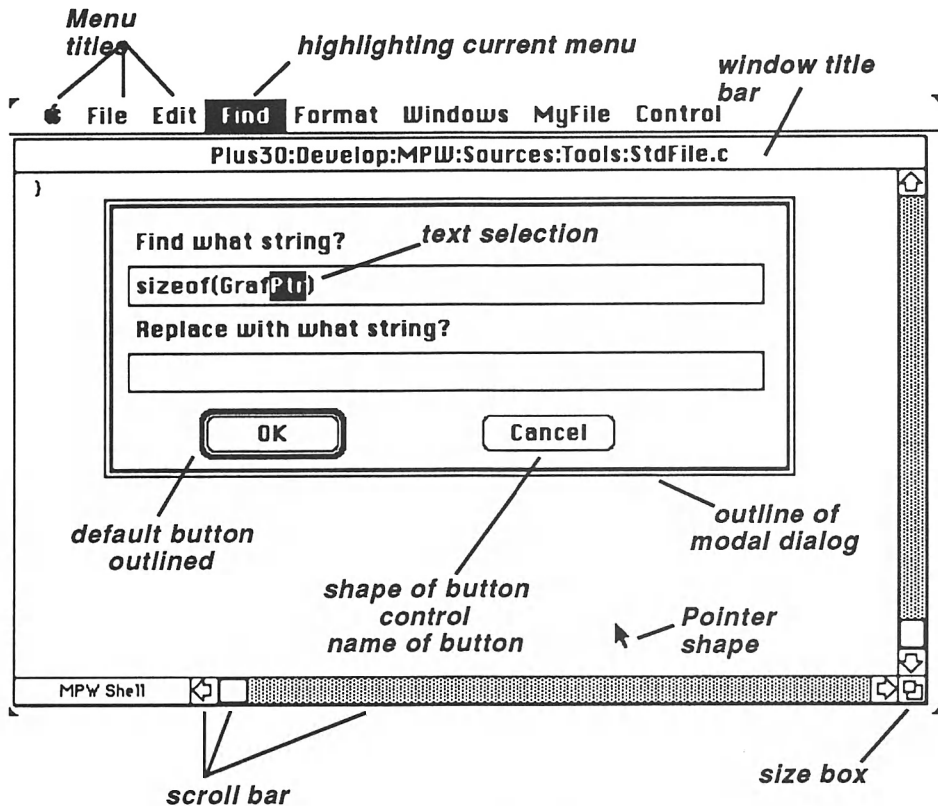 Menu
titles
highlighting current menu
window title
bar
File Edit Find Format Windows MyFile Control
Plus30:Develop:MPW:Sources:Tools:StdFile.c
}
Find what string?
text selection
sizeof(GrafPtr)
Replace with what string?
OK
Cancel
default button
outlined
outline of
modal dialog
shape of button
control
name of button
Pointer
shape
MPW Shell
scroll bar
size box